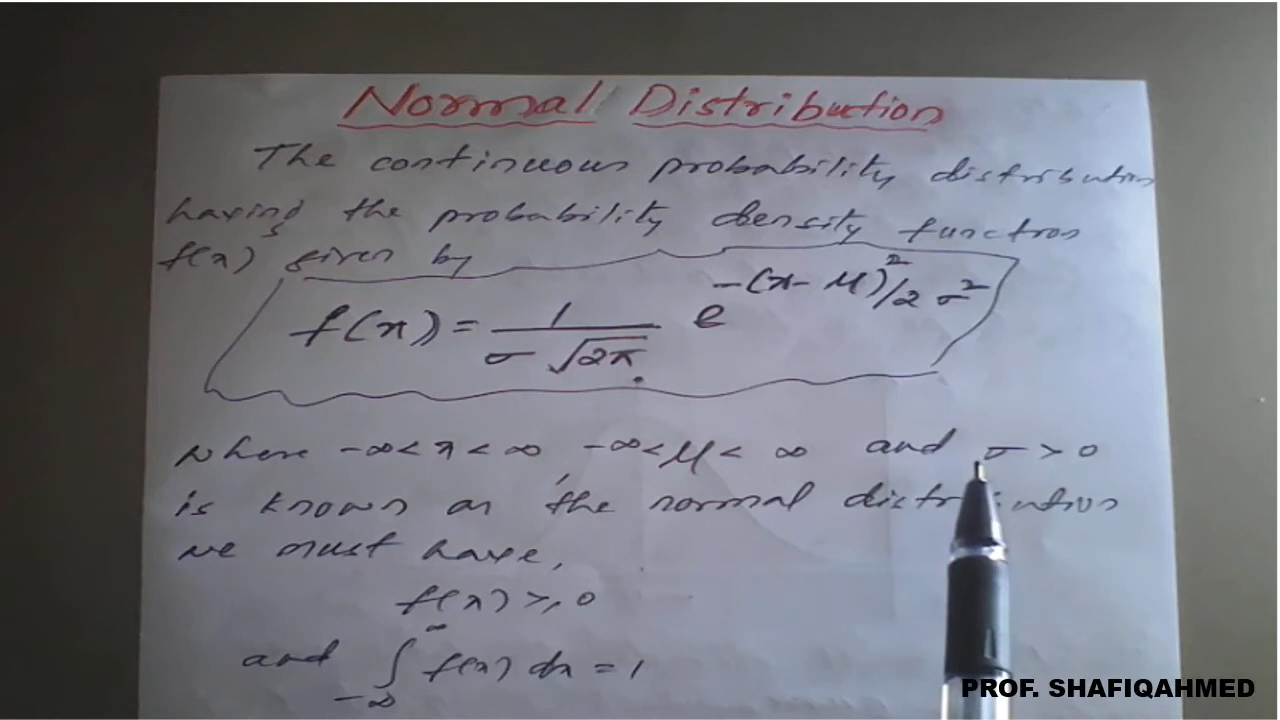 Normal Distribution
The continuous probability distribution
having the probability density function
f(x) given by
f(x) = 1 / σ √2π e^-(x-μ)²/2σ²
where -∞ < x < ∞, -∞ < μ < ∞ and σ > 0
is known as the normal distribution
we must have,
f(x) ≥ 0
and ∫_{-∞}^{∞} f(x) dx = 1
PROF. SHAFIQAHMED